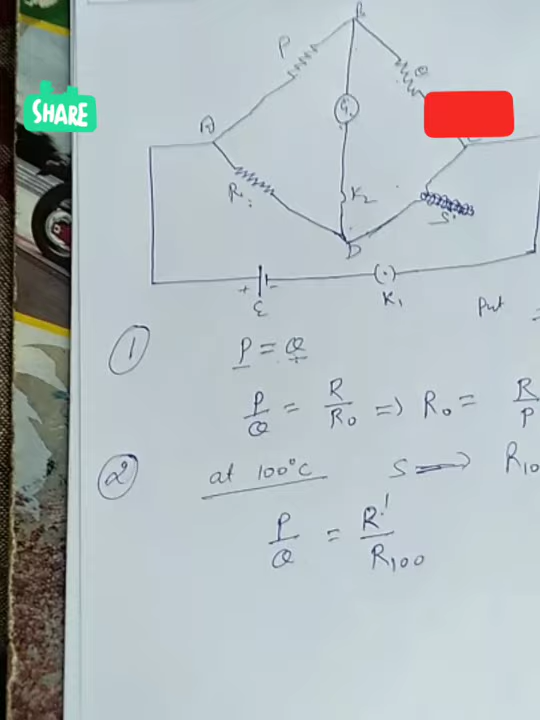 SHARE
B
P
Q
A
G
R
K₂
S
D
+ -
ε
K₁
Put =
① P = Q
P/Q = R/R₀ => R₀ = R/P
② at 100°C S => R₁₀
P/Q = R'/R₁₀₀